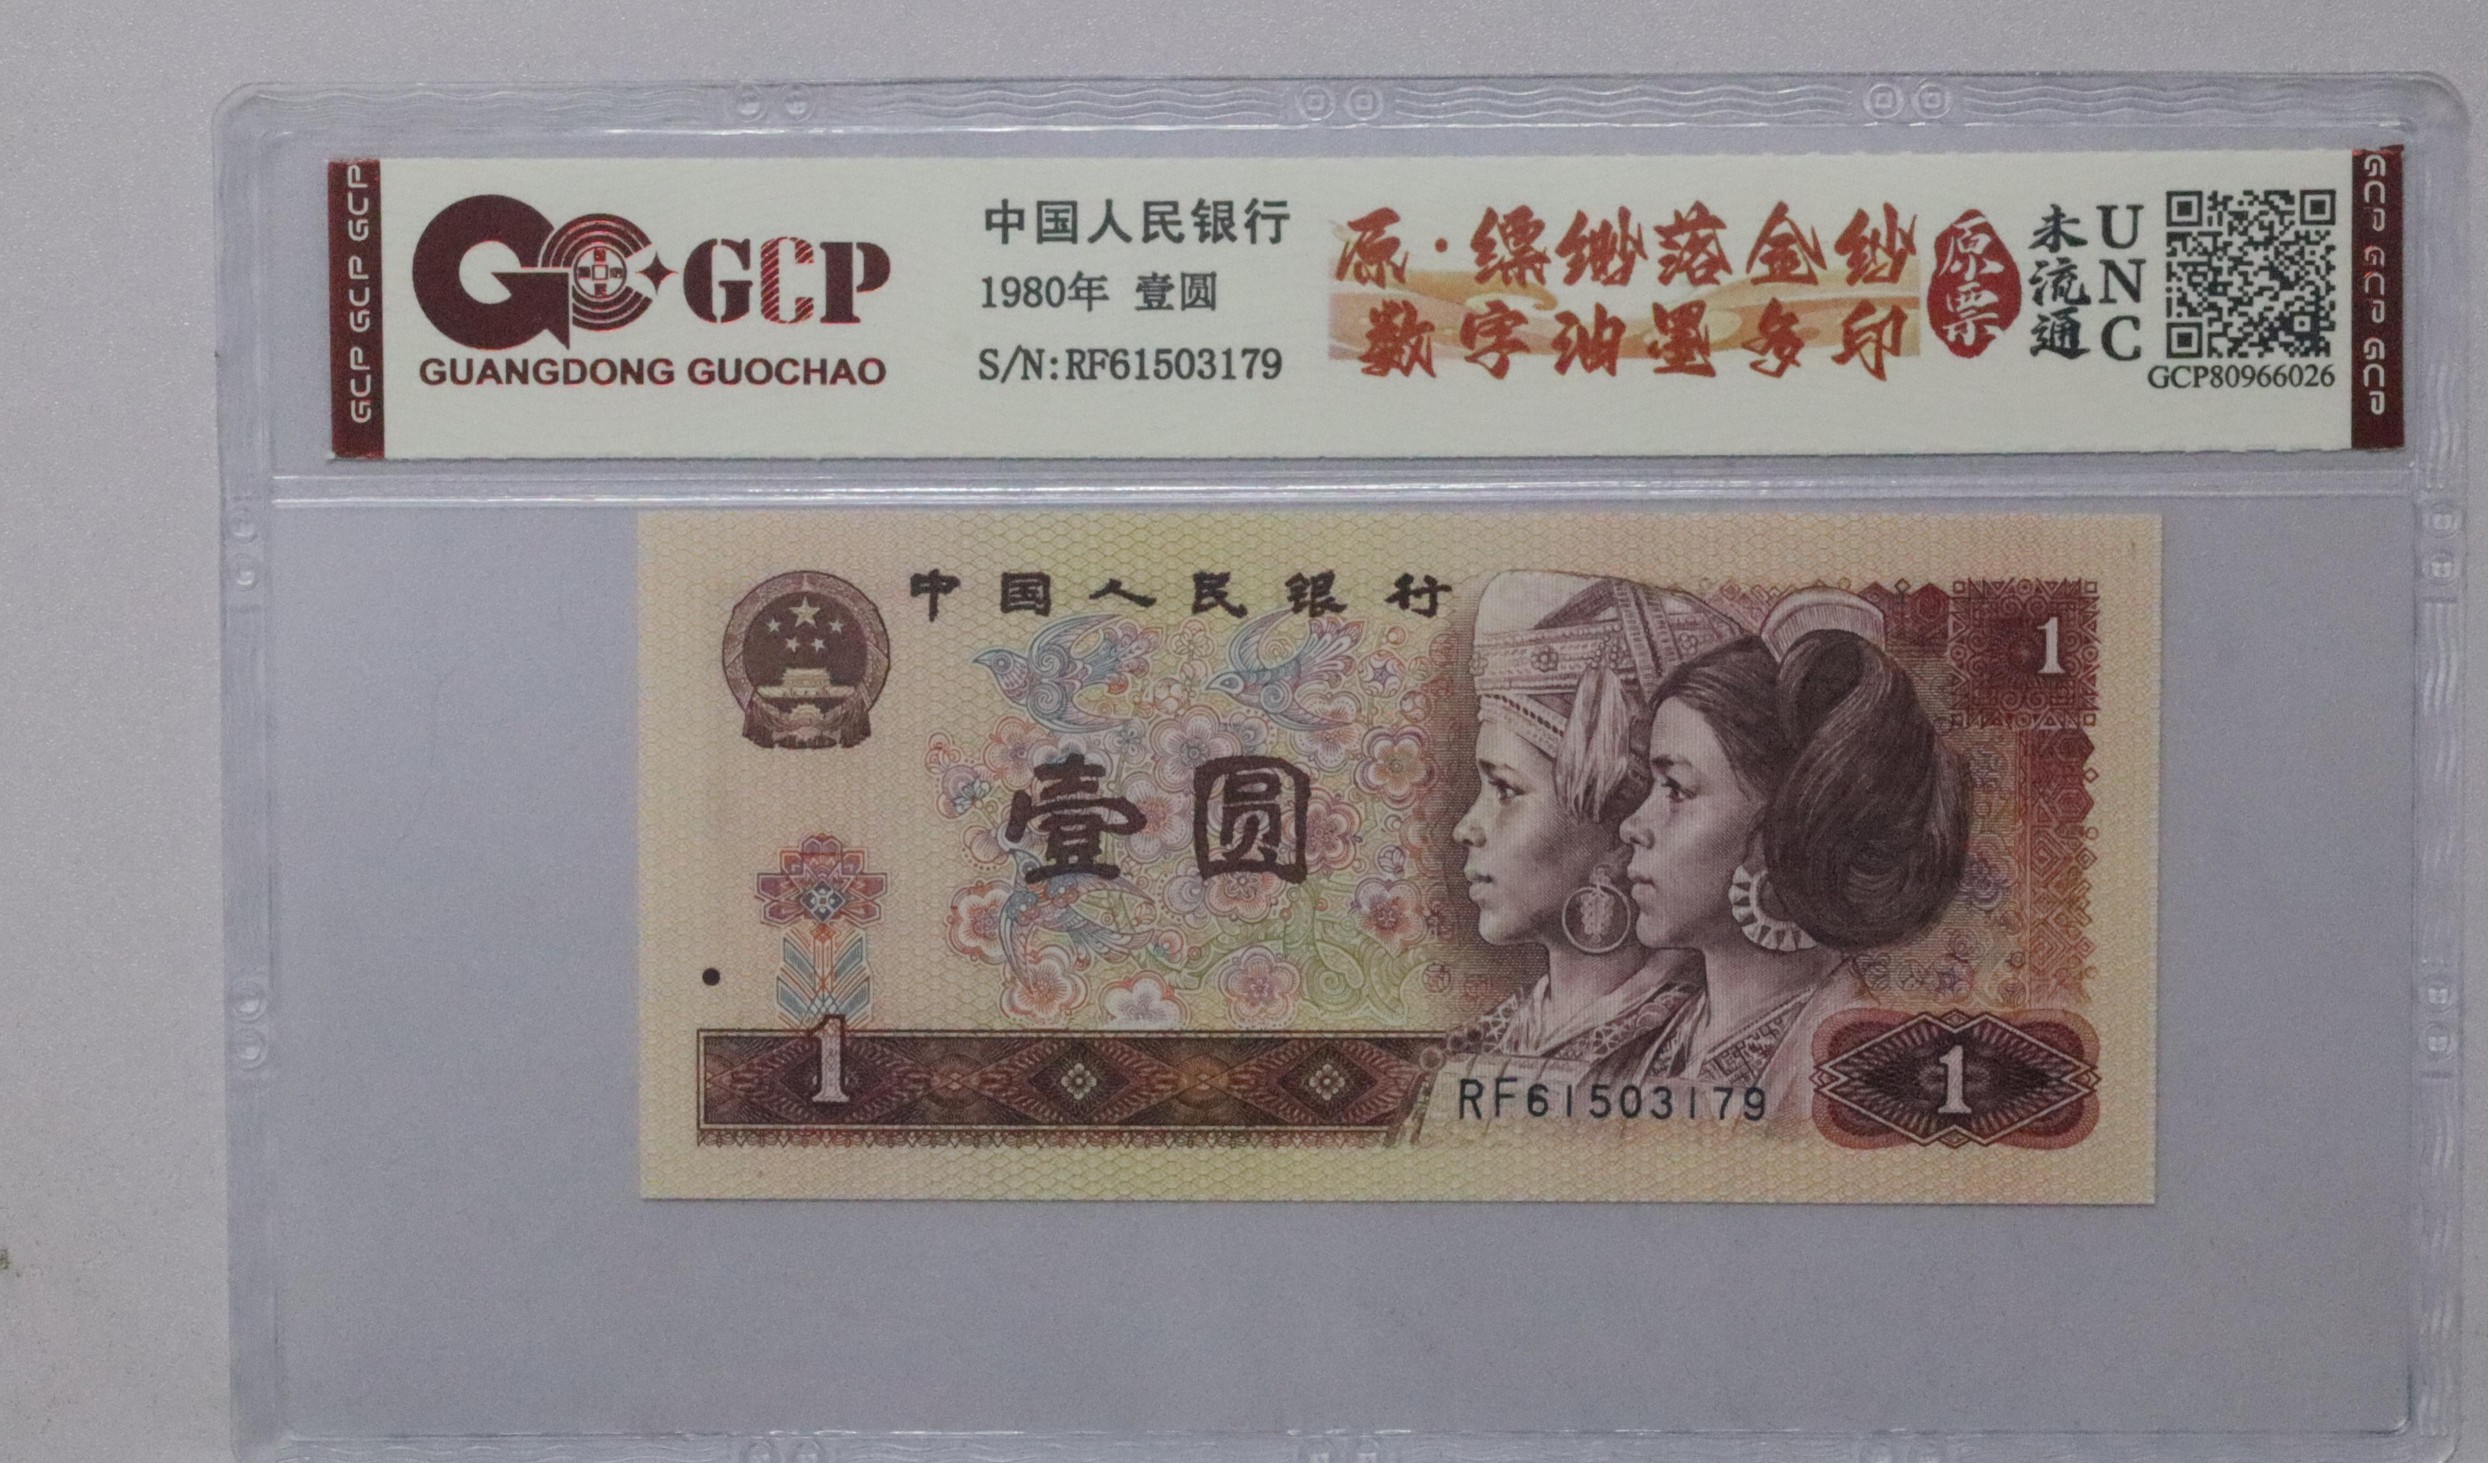 GCP GCP GCP
GCP
GUANGDONG GUOCHAO
中国人民银行
1980年 壹圆
S/N:RF61503179
原·缥缈落金纱
数字油墨多印
原票
未流通
UNC
GCP80966026
GCP GCP GCP
中国人民银行
1
壹圆
1
RF61503179
1